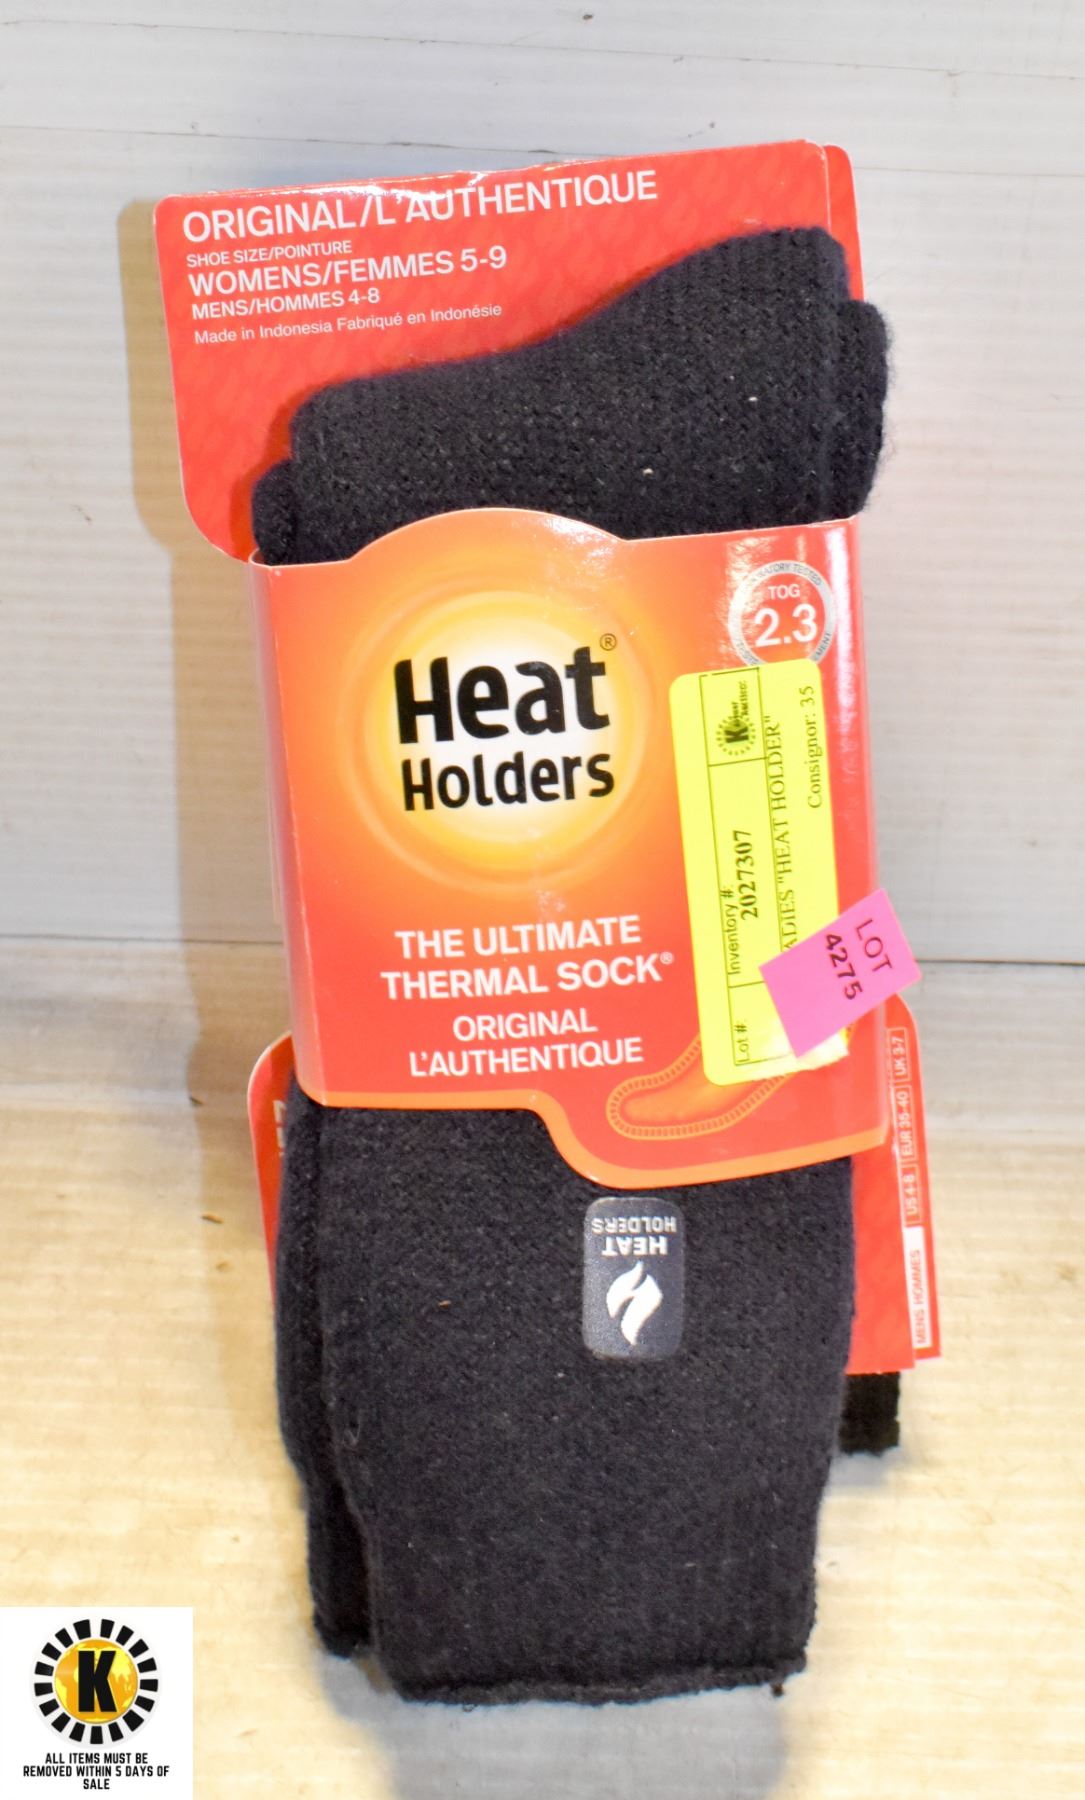 ORIGINAL/L'AUTHENTIQUE
SHOE SIZE/POINTURE
WOMENS/FEMMES 5-9
MENS/HOMMES 4-8
Made in Indonesia Fabriqué en Indonésie
TOG
2.3
Heat®
Holders
THE ULTIMATE
THERMAL SOCK®
ORIGINAL
L'AUTHENTIQUE
Lot #:
Inventory #:
2027307
"HEAT HOLDER"
Consignor: 35
LOT
4275
MENS HOMMES US 4-8 EUR 35-40 UK 3-7
HEAT
HOLDERS
K
ALL ITEMS MUST BE
REMOVED WITHIN 5 DAYS OF
SALE